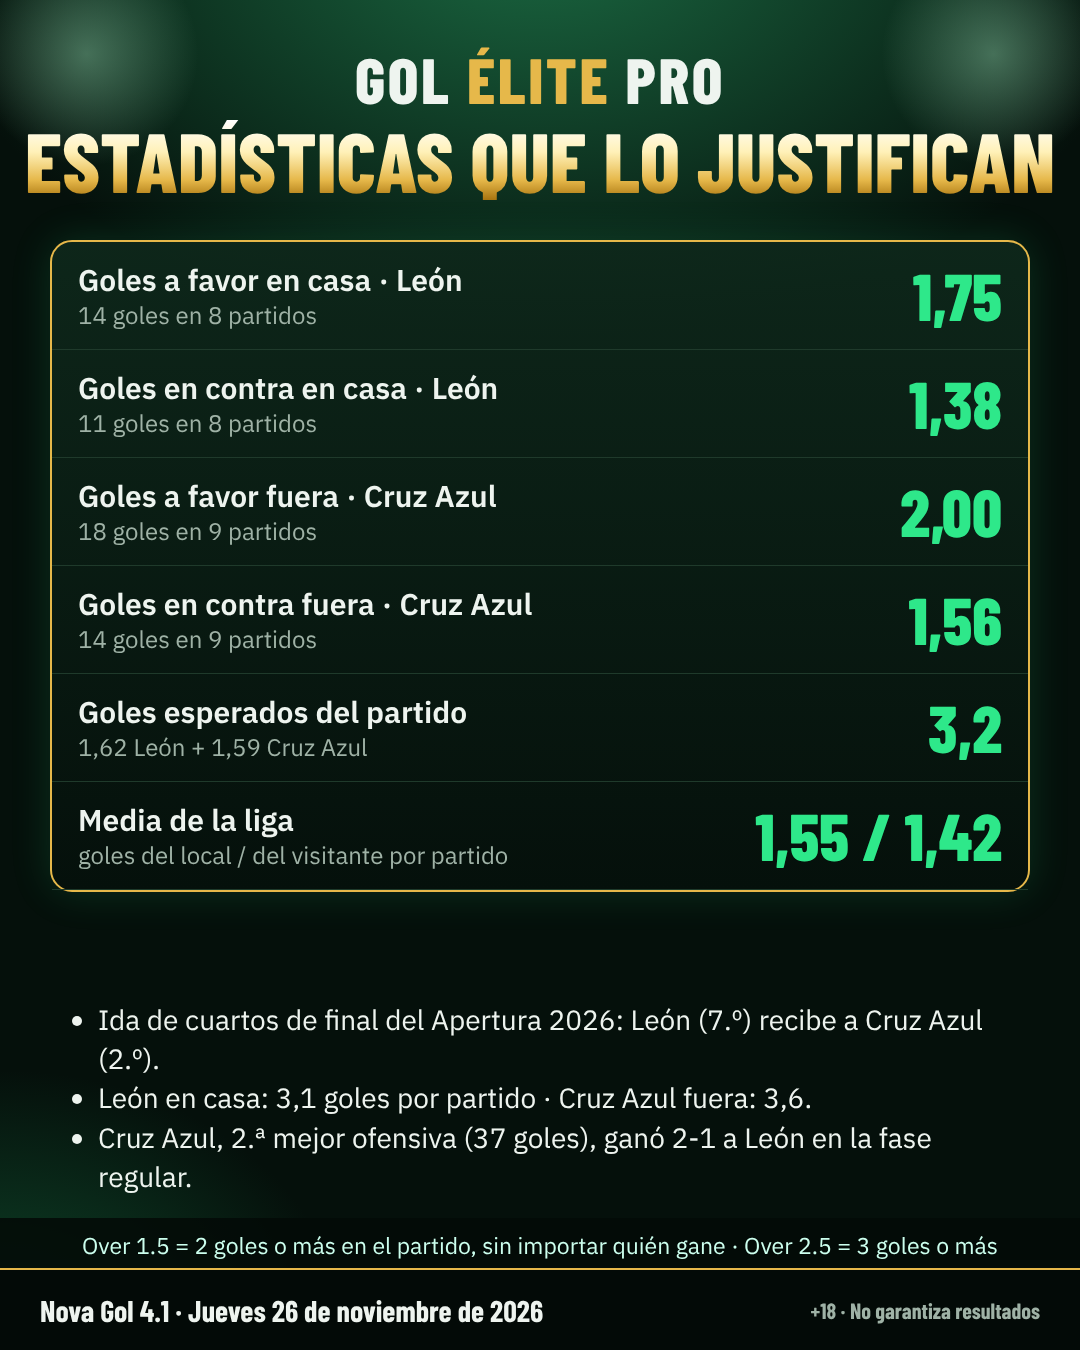 GOL ÉLITE PRO
ESTADÍSTICAS QUE LO JUSTIFICAN
Goles a favor en casa · León
14 goles en 8 partidos
1,75
Goles en contra en casa · León
11 goles en 8 partidos
1,38
Goles a favor fuera · Cruz Azul
18 goles en 9 partidos
2,00
Goles en contra fuera · Cruz Azul
14 goles en 9 partidos
1,56
Goles esperados del partido
1,62 León + 1,59 Cruz Azul
3,2
Media de la liga
goles del local / del visitante por partido
1,55 / 1,42
• Ida de cuartos de final del Apertura 2026: León (7.º) recibe a Cruz Azul
(2.º).
• León en casa: 3,1 goles por partido · Cruz Azul fuera: 3,6.
• Cruz Azul, 2.ª mejor ofensiva (37 goles), ganó 2-1 a León en la fase
regular.
Over 1.5 = 2 goles o más en el partido, sin importar quién gane · Over 2.5 = 3 goles o más
Nova Gol 4.1 · Jueves 26 de noviembre de 2026
+18 · No garantiza resultados